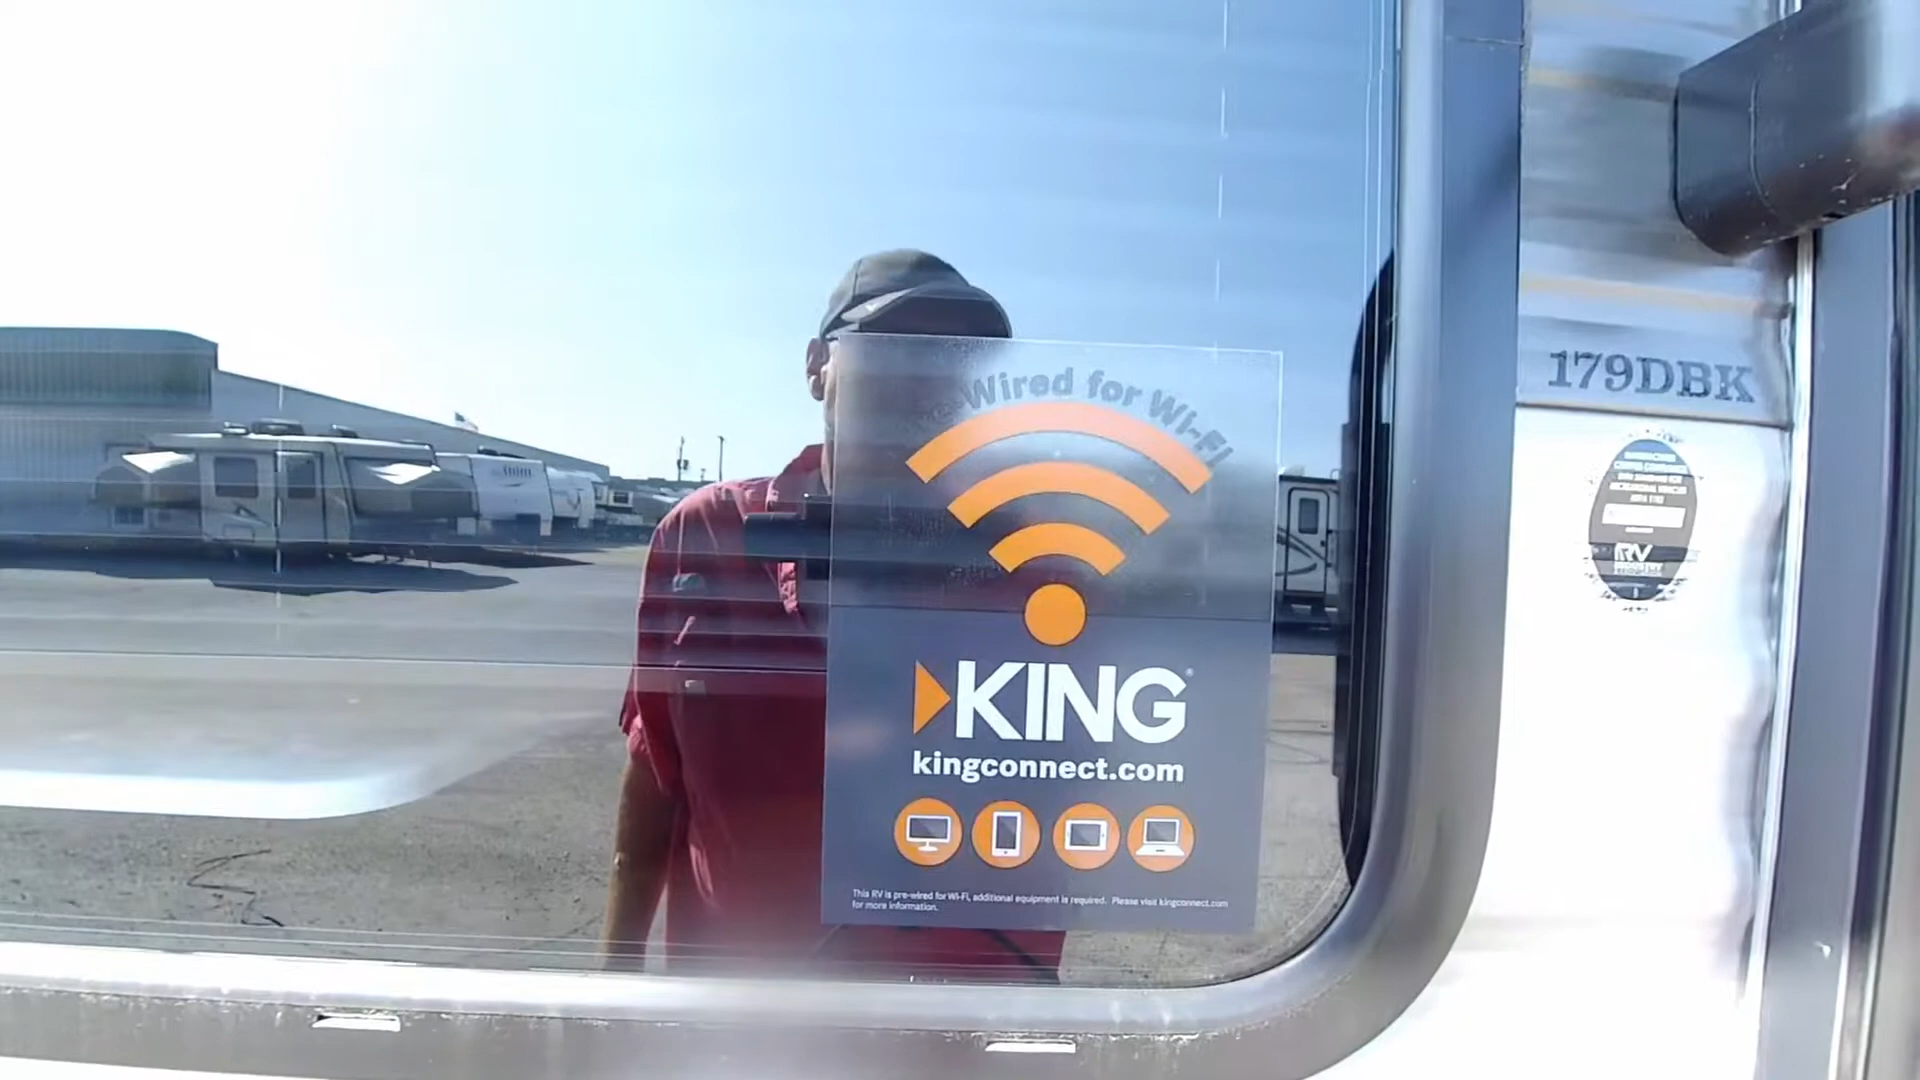 Wired for Wi-Fi
KING®
kingconnect.com
This RV is pre-wired for Wi-Fi, additional equipment is required. Please visit kingconnect.com
for more information.
179DBK
RV
INDUSTRY